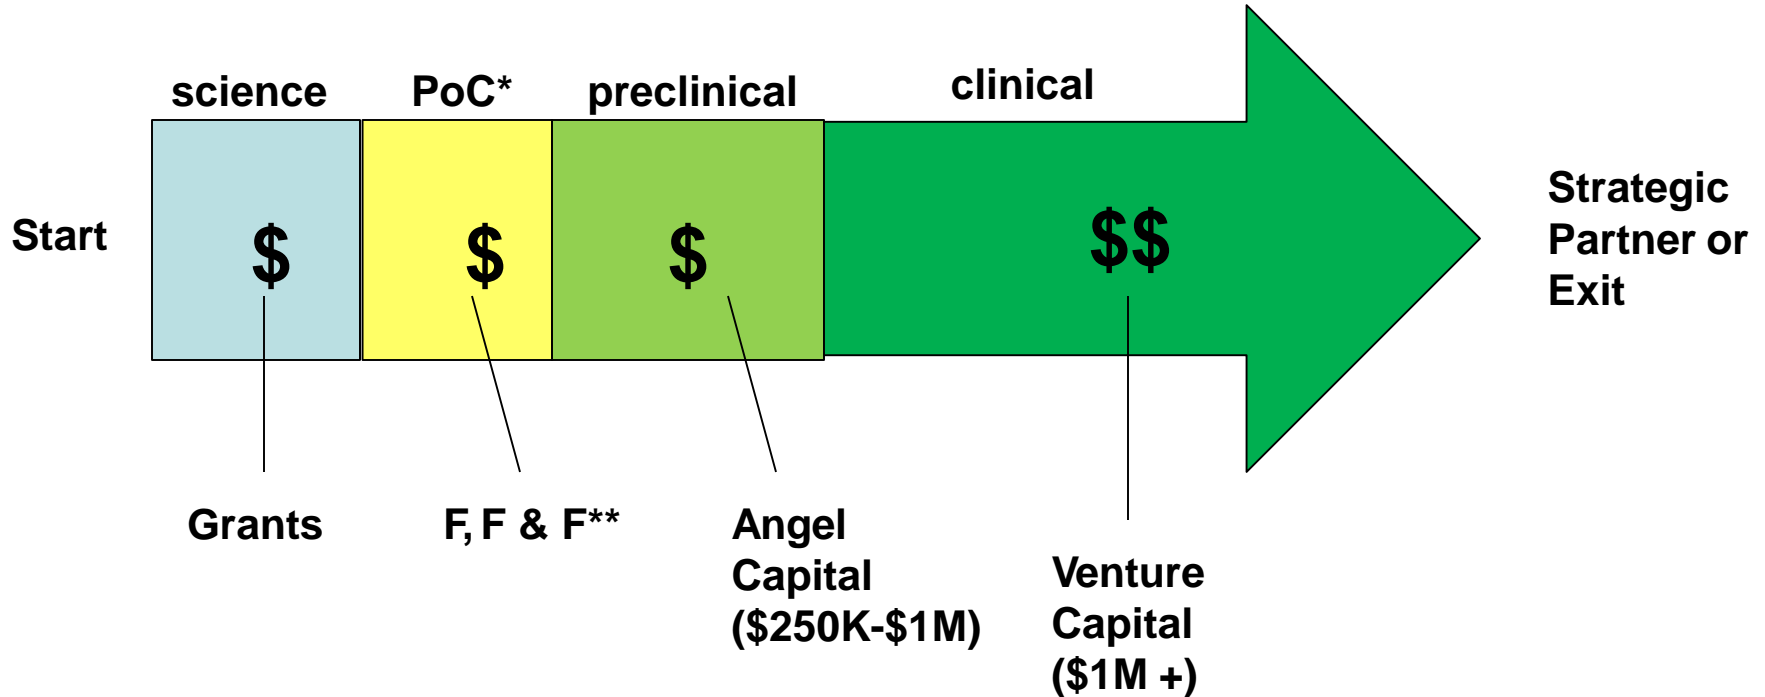 science
PoC*
preclinical
clinical
Start
$
$
$
$$
Strategic
Partner or
Exit
Grants
F, F & F**
Angel
Capital
($250K-$1M)
Venture
Capital
($1M +)